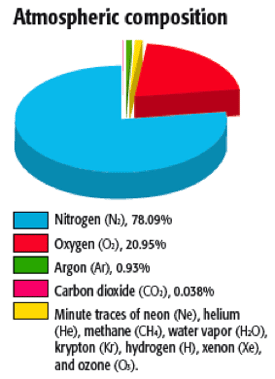 Atmospheric composition
Nitrogen (N₂), 78.09%
Oxygen (O₂), 20.95%
Argon (Ar), 0.93%
Carbon dioxide (CO₂), 0.038%
Minute traces of neon (Ne), helium
(He), methane (CH₄), water vapor (H₂O),
krypton (Kr), hydrogen (H), xenon (Xe),
and ozone (O₃).